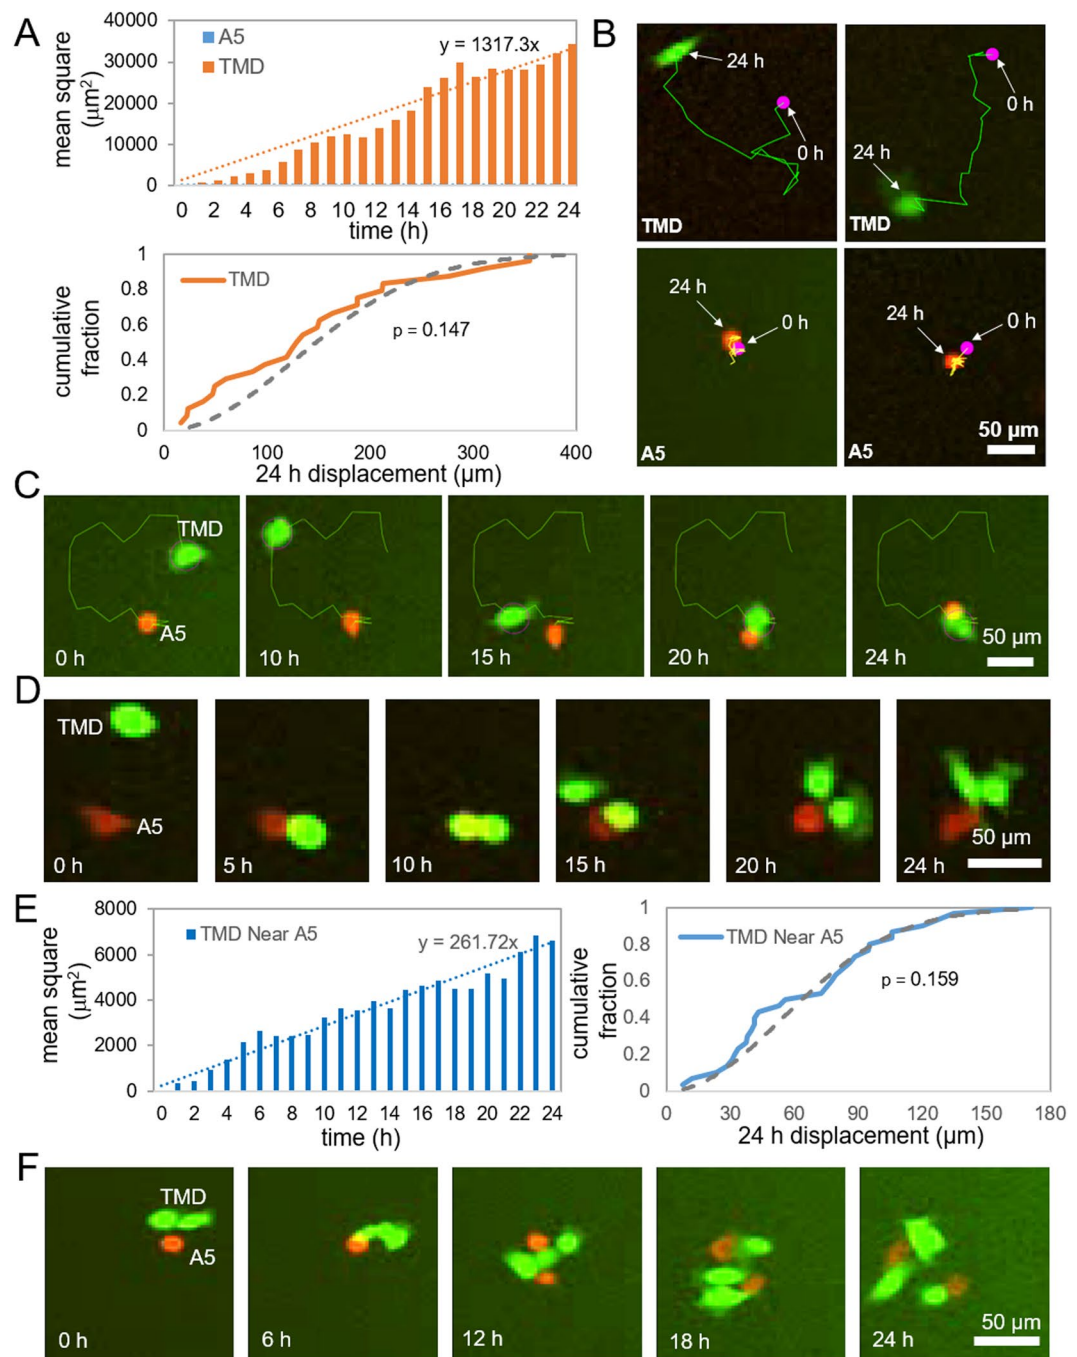 A
40000
30000
20000
10000
0
mean square
(μm²)
A5
TMD
y = 1317.3x
0 2 4 6 8 10 12 14 16 18 20 22 24
time (h)
1
0.8
0.6
0.4
0.2
0
cumulative
fraction
TMD
p = 0.147
0 100 200 300 400
24 h displacement (μm)
B
24 h
0 h
TMD
0 h
24 h
TMD
24 h
0 h
A5
24 h
0 h
50 μm
A5
C
TMD
A5
0 h
10 h
15 h
20 h
50 μm
24 h
D
TMD
A5
0 h
5 h
10 h
15 h
20 h
50 μm
24 h
E
8000
6000
4000
2000
0
mean square
(μm²)
TMD Near A5
y = 261.72x
0 2 4 6 8 10 12 14 16 18 20 22 24
time (h)
1
0.8
0.6
0.4
0.2
0
cumulative
fraction
TMD Near A5
p = 0.159
0 30 60 90 120 150 180
24 h displacement (μm)
F
TMD
A5
0 h
6 h
12 h
18 h
50 μm
24 h